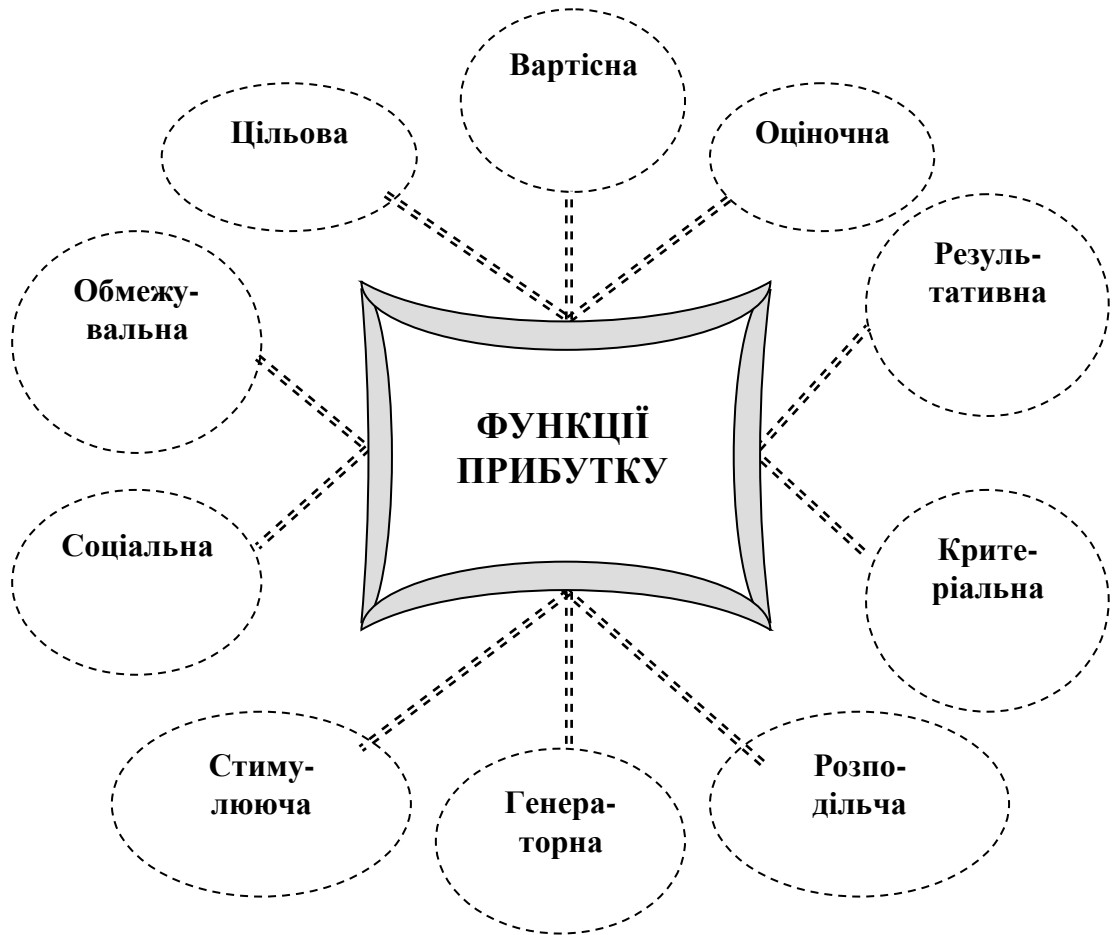 Вартісна
Цільова
Оціночна
Резуль-
тативна
Обмежу-
вальна
ФУНКЦІЇ
ПРИБУТКУ
Соціальна
Крите-
ріальна
Стиму-
лююча
Генера-
торна
Розпо-
дільча